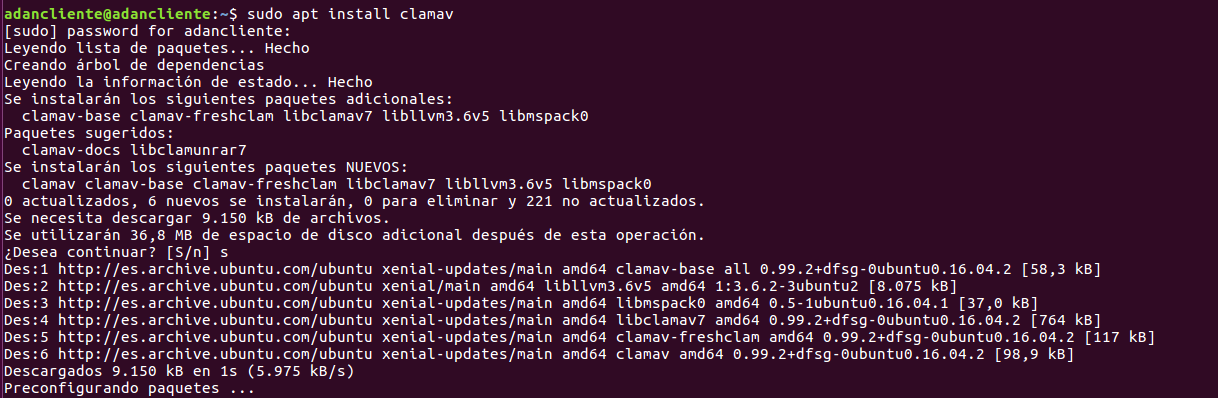 adancliente@adancliente:~$ sudo apt install clamav
[sudo] password for adancliente:
Leyendo lista de paquetes... Hecho
Creando árbol de dependencias
Leyendo la información de estado... Hecho
Se instalarán los siguientes paquetes adicionales:
  clamav-base clamav-freshclam libclamav7 libllvm3.6v5 libmspack0
Paquetes sugeridos:
  clamav-docs libclamunrar7
Se instalarán los siguientes paquetes NUEVOS:
  clamav clamav-base clamav-freshclam libclamav7 libllvm3.6v5 libmspack0
0 actualizados, 6 nuevos se instalarán, 0 para eliminar y 221 no actualizados.
Se necesita descargar 9.150 kB de archivos.
Se utilizarán 36,8 MB de espacio de disco adicional después de esta operación.
¿Desea continuar? [S/n] s
Des:1 http://es.archive.ubuntu.com/ubuntu xenial-updates/main amd64 clamav-base all 0.99.2+dfsg-0ubuntu0.16.04.2 [58,3 kB]
Des:2 http://es.archive.ubuntu.com/ubuntu xenial/main amd64 libllvm3.6v5 amd64 1:3.6.2-3ubuntu2 [8.075 kB]
Des:3 http://es.archive.ubuntu.com/ubuntu xenial-updates/main amd64 libmspack0 amd64 0.5-1ubuntu0.16.04.1 [37,0 kB]
Des:4 http://es.archive.ubuntu.com/ubuntu xenial-updates/main amd64 libclamav7 amd64 0.99.2+dfsg-0ubuntu0.16.04.2 [764 kB]
Des:5 http://es.archive.ubuntu.com/ubuntu xenial-updates/main amd64 clamav-freshclam amd64 0.99.2+dfsg-0ubuntu0.16.04.2 [117 kB]
Des:6 http://es.archive.ubuntu.com/ubuntu xenial-updates/main amd64 clamav amd64 0.99.2+dfsg-0ubuntu0.16.04.2 [98,9 kB]
Descargados 9.150 kB en 1s (5.975 kB/s)
Preconfigurando paquetes ...